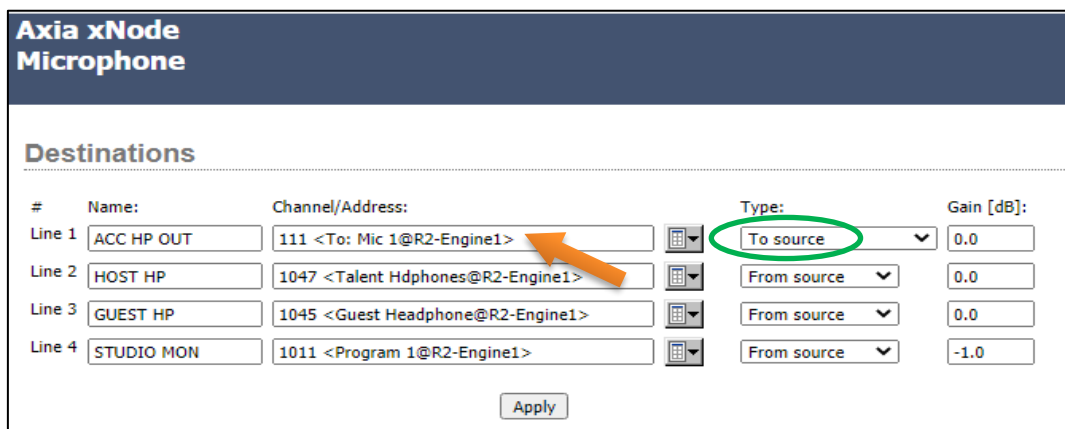 Axia xNode
Microphone
Destinations
# Name: Channel/Address: Type: Gain [dB]:
Line 1 ACC HP OUT 111 <To: Mic 1@R2-Engine1> To source 0.0
Line 2 HOST HP 1047 <Talent Hdphones@R2-Engine1> From source 0.0
Line 3 GUEST HP 1045 <Guest Headphone@R2-Engine1> From source 0.0
Line 4 STUDIO MON 1011 <Program 1@R2-Engine1> From source -1.0
Apply